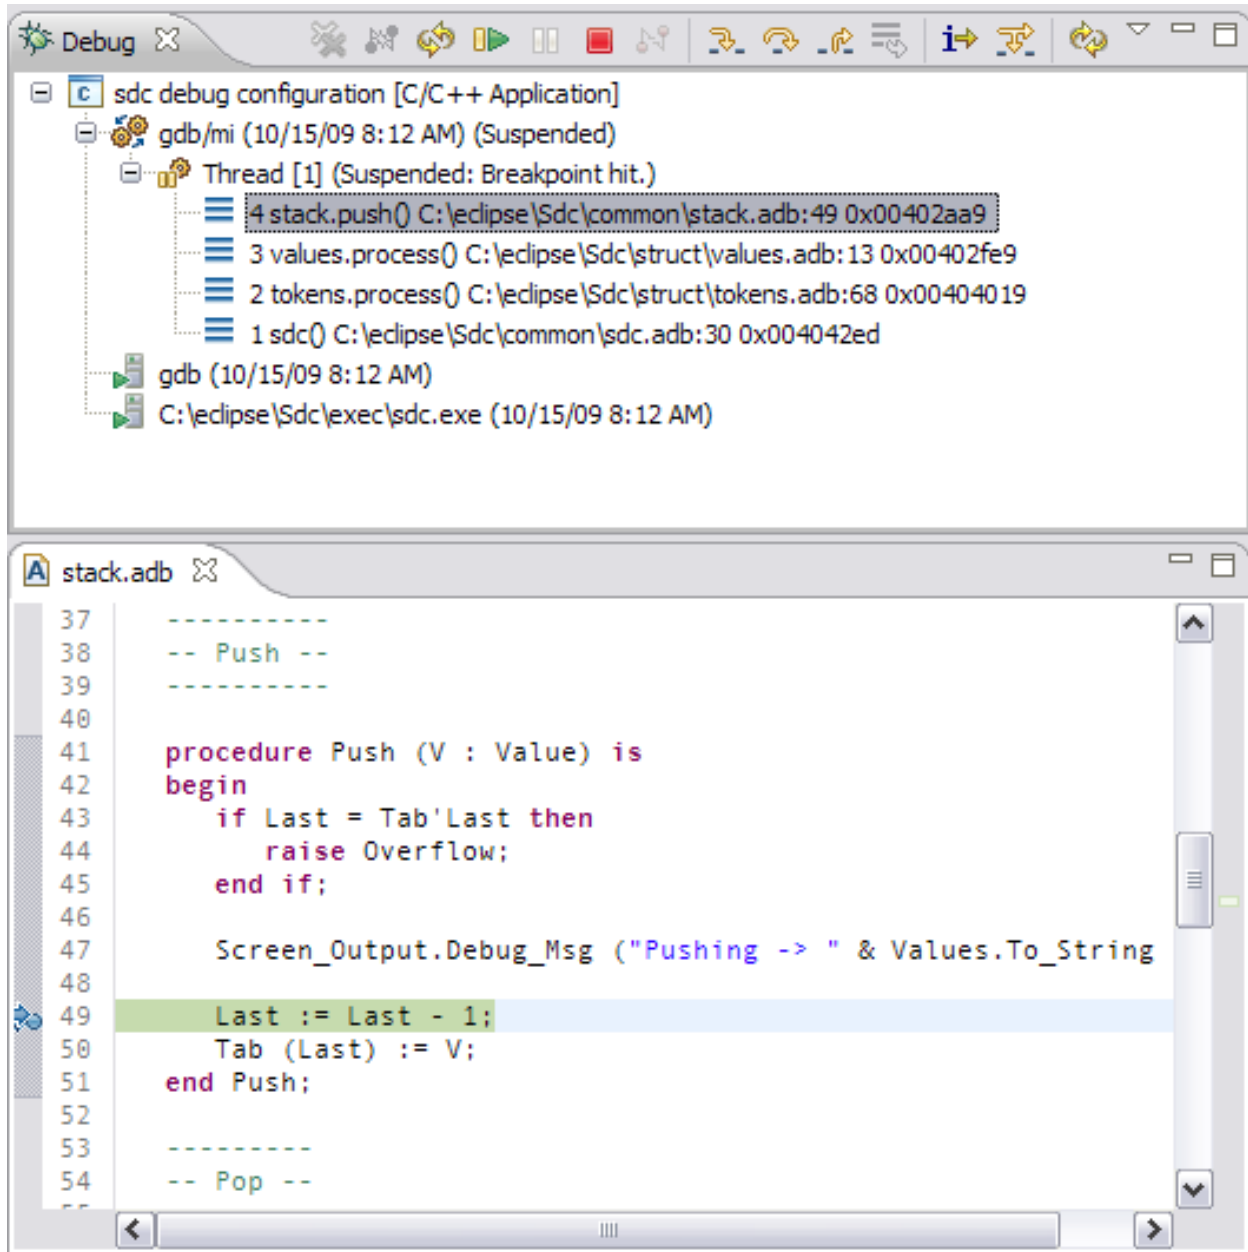 Debug
sdc debug configuration [C/C++ Application]
gdb/mi (10/15/09 8:12 AM) (Suspended)
Thread [1] (Suspended: Breakpoint hit.)
4 stack.push() C:\eclipse\Sdc\common\stack.adb:49 0x00402aa9
3 values.process() C:\eclipse\Sdc\struct\values.adb:13 0x00402fe9
2 tokens.process() C:\eclipse\Sdc\struct\tokens.adb:68 0x00404019
1 sdc() C:\eclipse\Sdc\common\sdc.adb:30 0x004042ed
gdb (10/15/09 8:12 AM)
C:\eclipse\Sdc\exec\sdc.exe (10/15/09 8:12 AM)
stack.adb
37 ----------
38 -- Push --
39 ----------
40
41 procedure Push (V : Value) is
42 begin
43 if Last = Tab'Last then
44 raise Overflow;
45 end if;
46
47 Screen_Output.Debug_Msg ("Pushing -> " & Values.To_String
48
49 Last := Last - 1;
50 Tab (Last) := V;
51 end Push;
52
53 ---------
54 -- Pop --